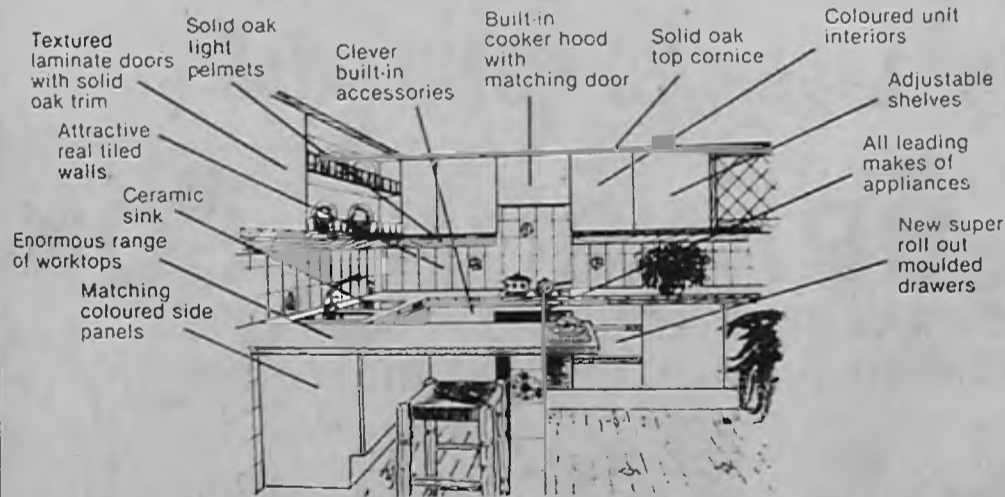 Textured
laminate doors
with solid
oak trim
Solid oak
light
pelmets
Clever
built-in
accessories
Built-in
cooker hood
with
matching door
Solid oak
top cornice
Coloured unit
interiors
Adjustable
shelves
Attractive
real tiled
walls
All leading
makes of
appliances
Ceramic
sink
Enormous range
of worktops
New super
roll out
moulded
drawers
Matching
coloured side
panels